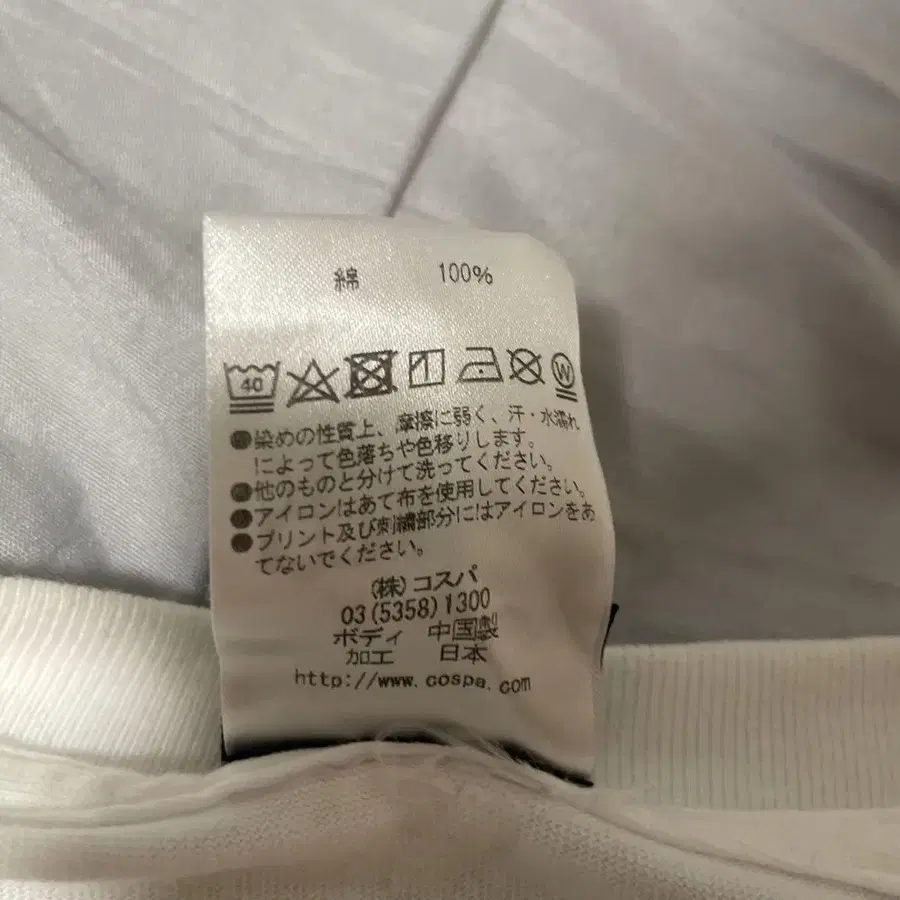 綿 100%
40 W
●染めの性質上、摩擦に弱く、汗・水濡れ
によって色落ちや色移りします。
●他のものと分けて洗ってください。
●アイロンはあて布を使用してください。
●プリント及び刺繍部分にはアイロンをあ
てないでください。
(株)コスパ
03(5358)1300
ボディ 中国製
加工 日本
http://www.cospa.com